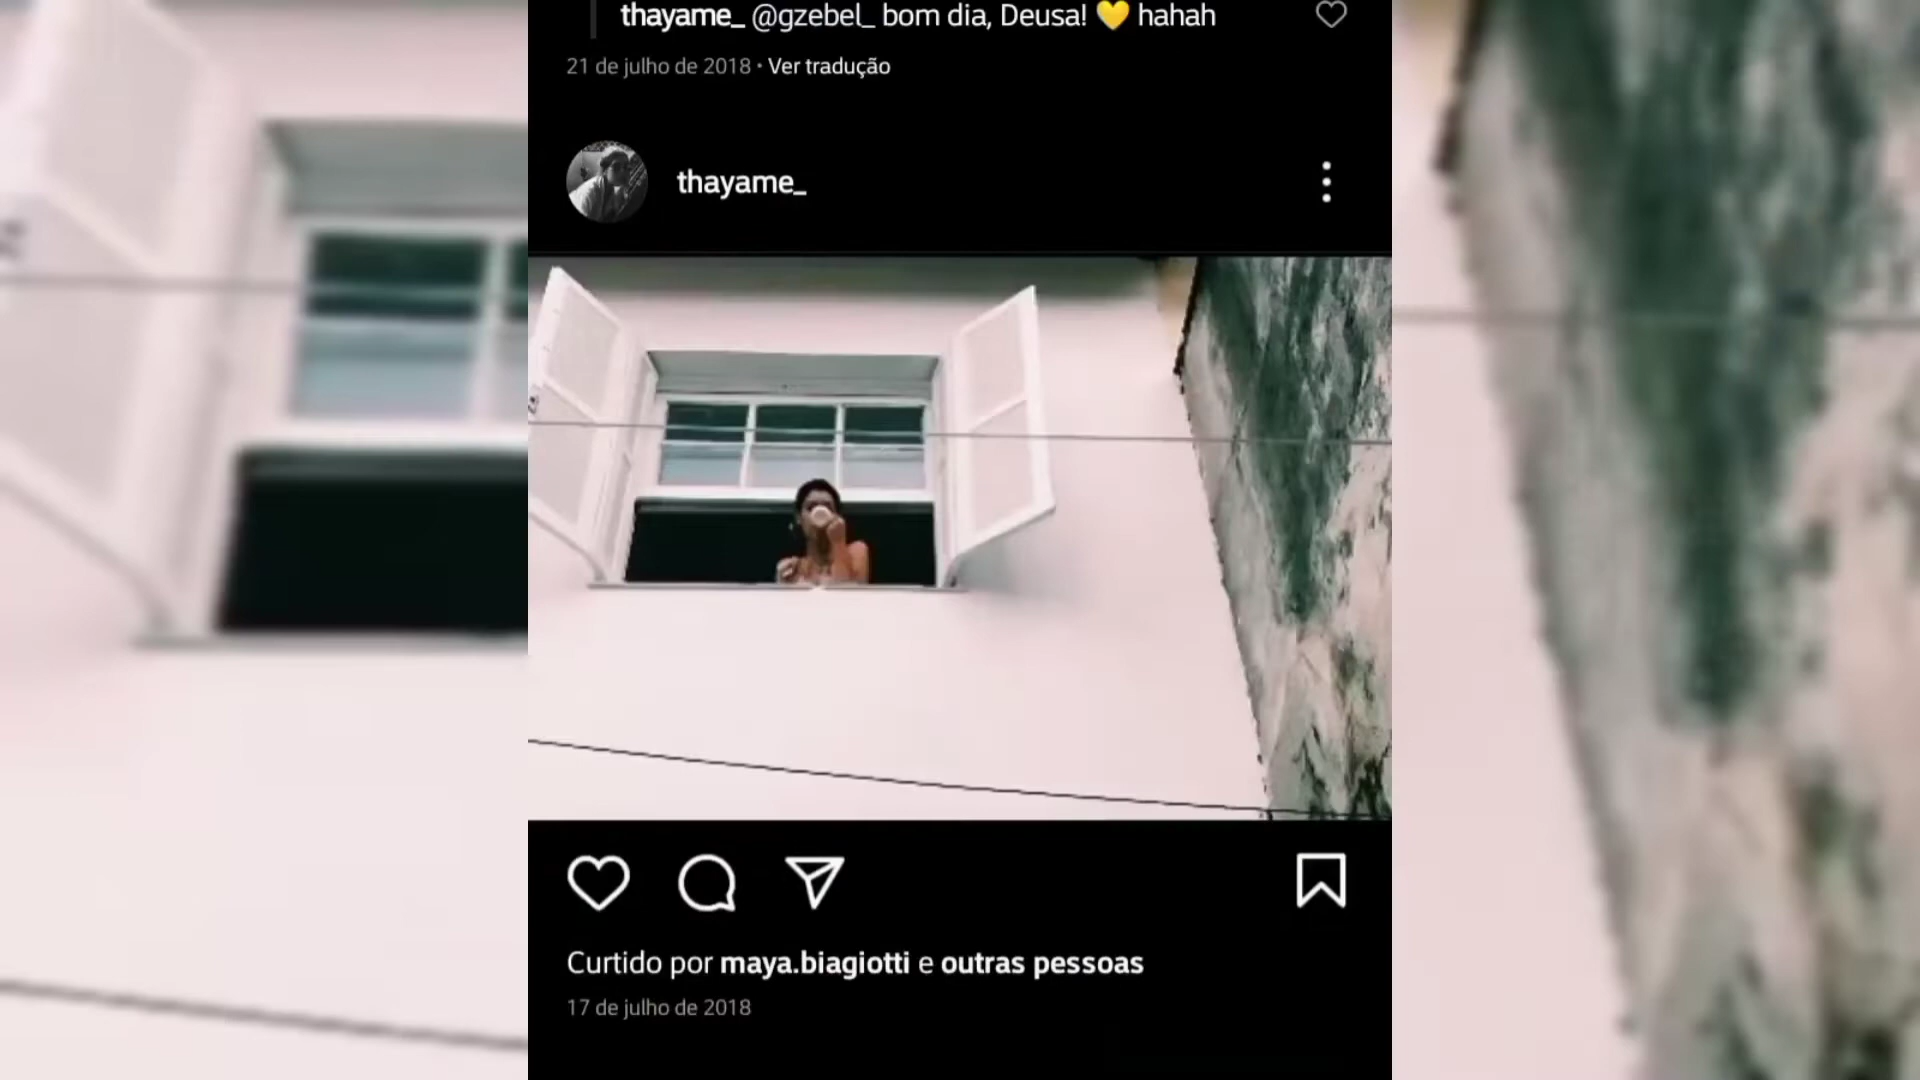 thayame_ @gzebel_ bom dia, Deusa! 💛 hahah
21 de julho de 2018 • Ver tradução
thayame_
Curtido por maya.biagiotti e outras pessoas
17 de julho de 2018